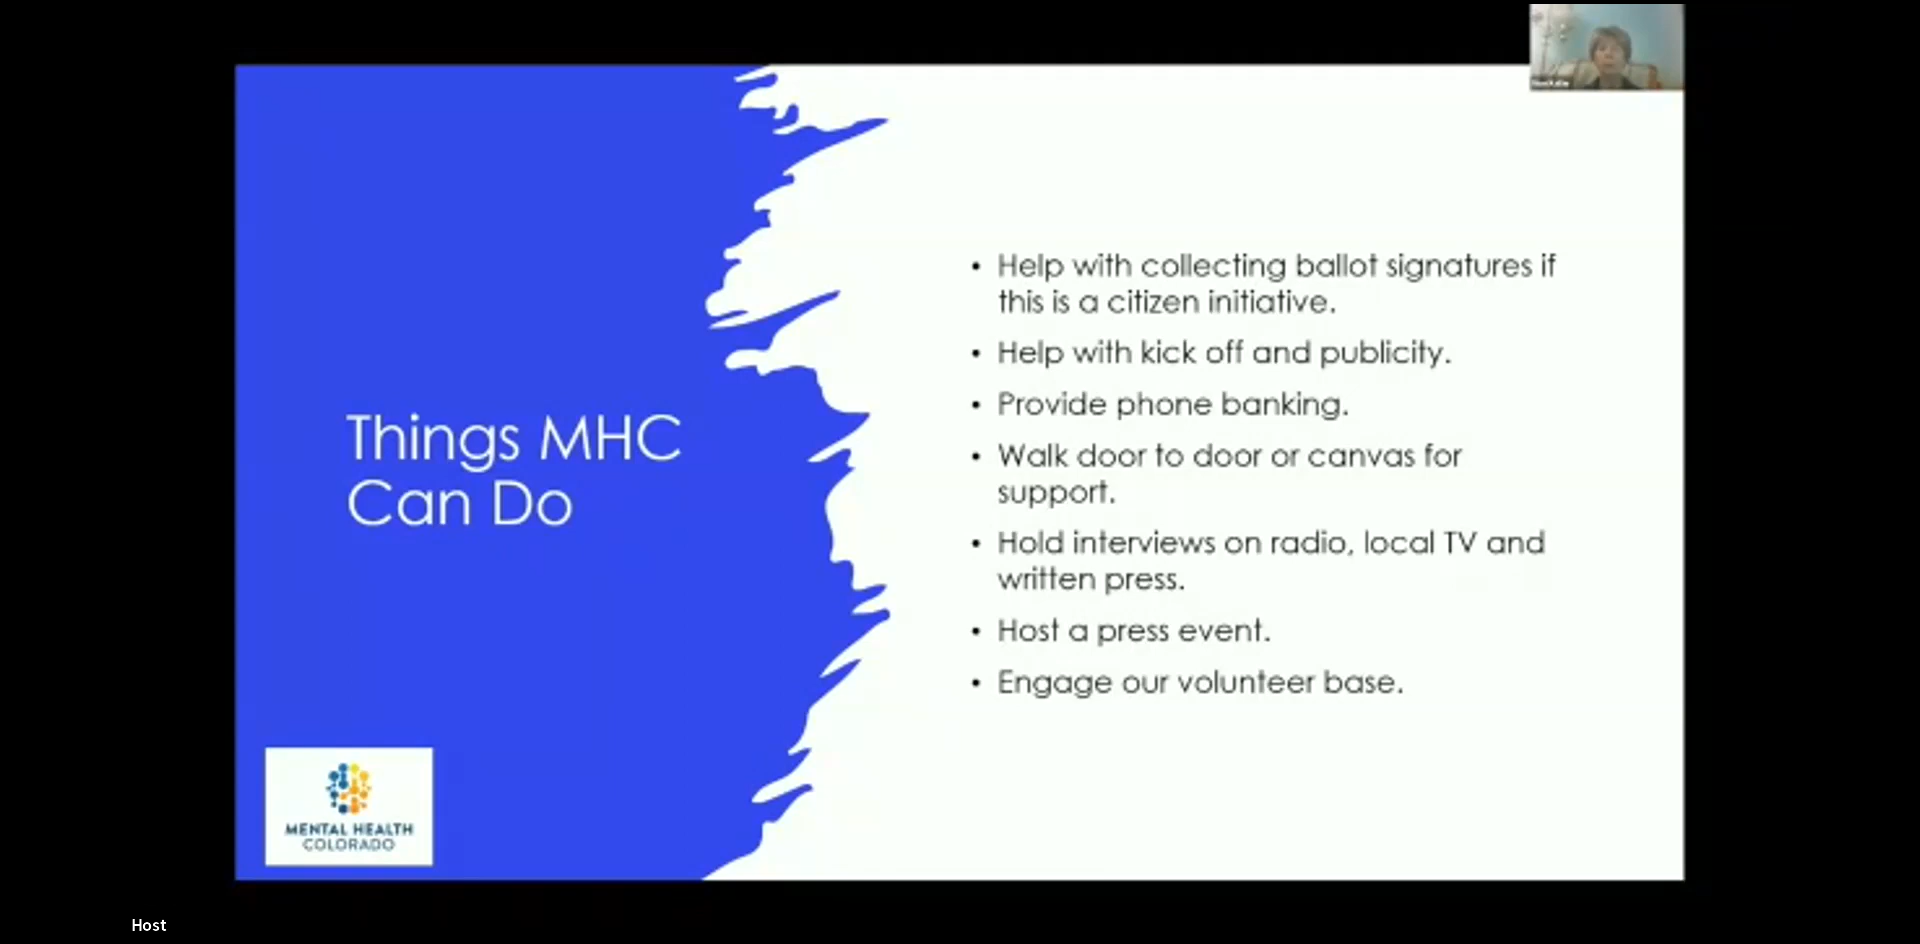 Things MHC
Can Do
• Help with collecting ballot signatures if
this is a citizen initiative.
• Help with kick off and publicity.
• Provide phone banking.
• Walk door to door or canvas for
support.
• Hold interviews on radio, local TV and
written press.
• Host a press event.
• Engage our volunteer base.
MENTAL HEALTH
COLORADO
Host